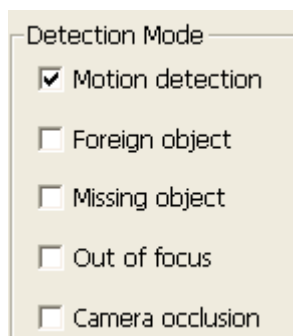 Detection Mode
Motion detection
Foreign object
Missing object
Out of focus
Camera occlusion